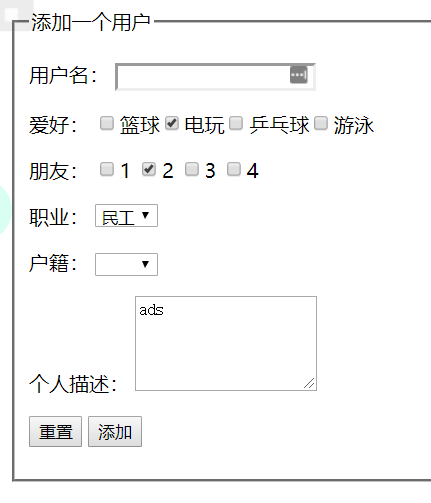 添加一个用户
用户名：
爱好： 篮球 电玩 乒乓球 游泳
朋友： 1 2 3 4
职业： 民工
户籍：
ads
个人描述：
重置 添加